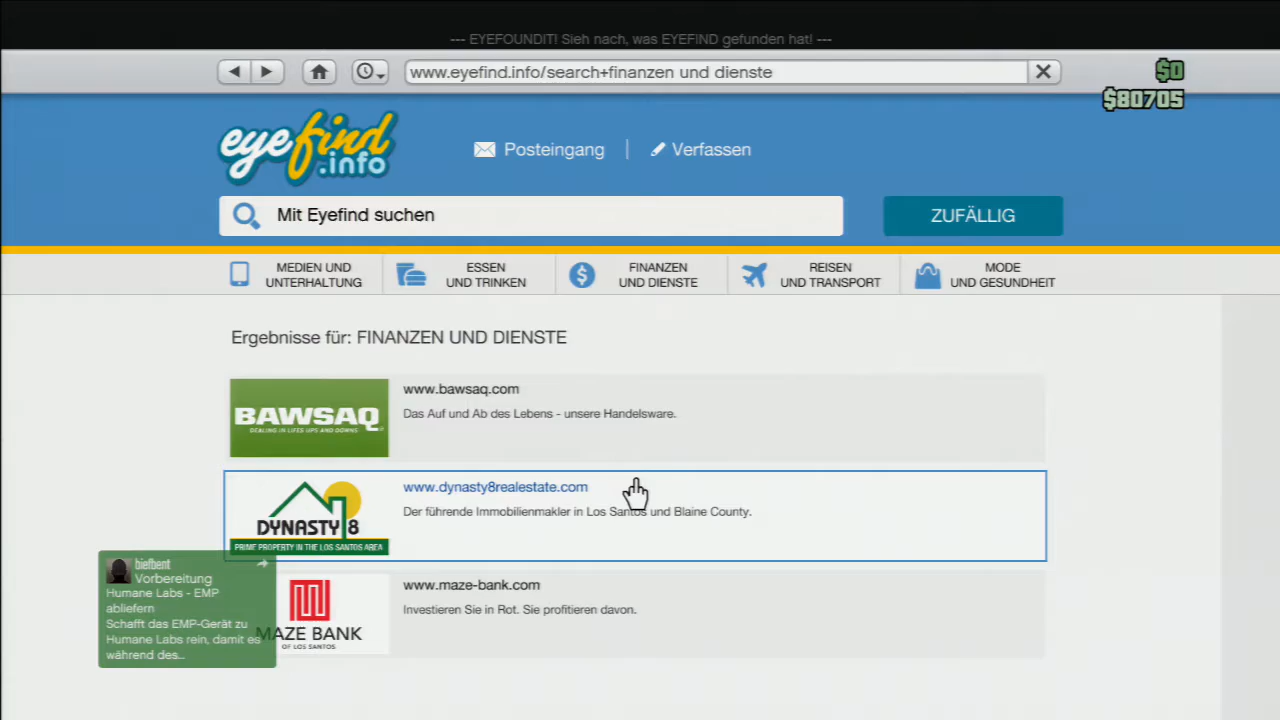 --- EYEFOUNDIT! Sieh nach, was EYEFIND gefunden hat! ---
www.eyefind.info/search+finanzen und dienste
$0
$80705
eyefind
.info
Posteingang
Verfassen
Mit Eyefind suchen
ZUFÄLLIG
MEDIEN UND
UNTERHALTUNG
ESSEN
UND TRINKEN
FINANZEN
UND DIENSTE
REISEN
UND TRANSPORT
MODE
UND GESUNDHEIT
Ergebnisse für: FINANZEN UND DIENSTE
BAWSAQ
DEALING IN LIFES UPS AND DOWNS
www.bawsaq.com
Das Auf und Ab des Lebens - unsere Handelsware.
DYNASTY 8
PRIME PROPERTY IN THE LOS SANTOS AREA
www.dynasty8realestate.com
Der führende Immobilienmakler in Los Santos und Blaine County.
MAZE BANK
OF LOS SANTOS
www.maze-bank.com
Investieren Sie in Rot. Sie profitieren davon.
biefbent
Vorbereitung
Humane Labs - EMP
abliefern
Schafft das EMP-Gerät zu
Humane Labs rein, damit es
während des...